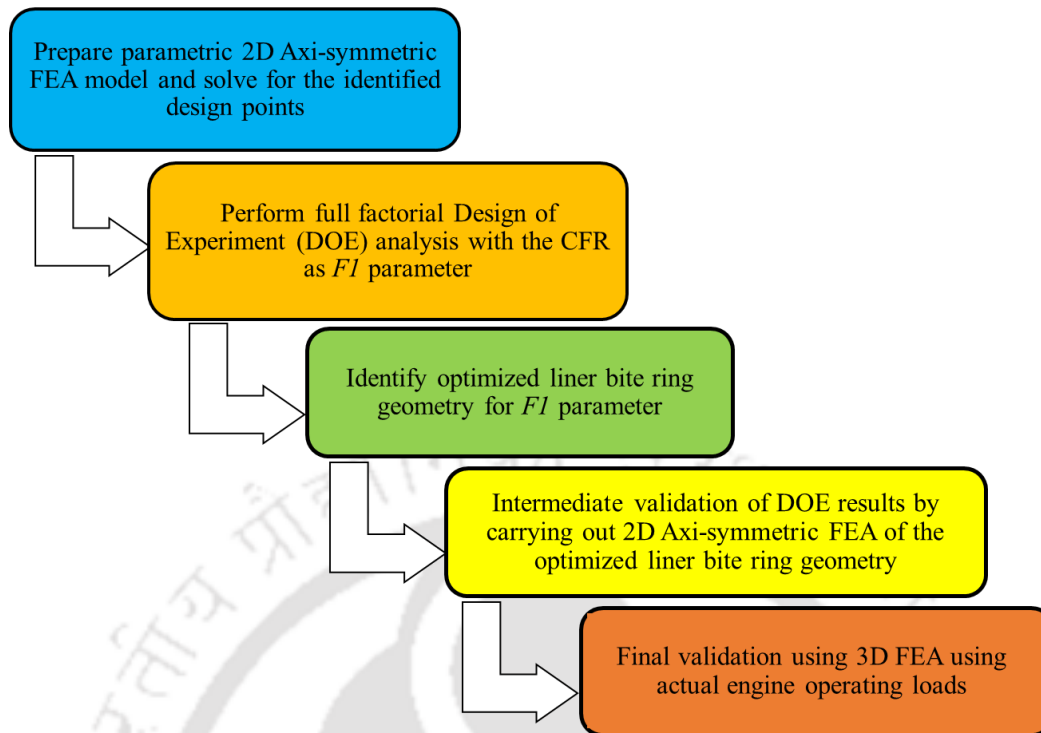 Prepare parametric 2D Axi-symmetric
FEA model and solve for the identified
design points
Perform full factorial Design of
Experiment (DOE) analysis with the CFR
as F1 parameter
Identify optimized liner bite ring
geometry for F1 parameter
Intermediate validation of DOE results by
carrying out 2D Axi-symmetric FEA of the
optimized liner bite ring geometry
Final validation using 3D FEA using
actual engine operating loads